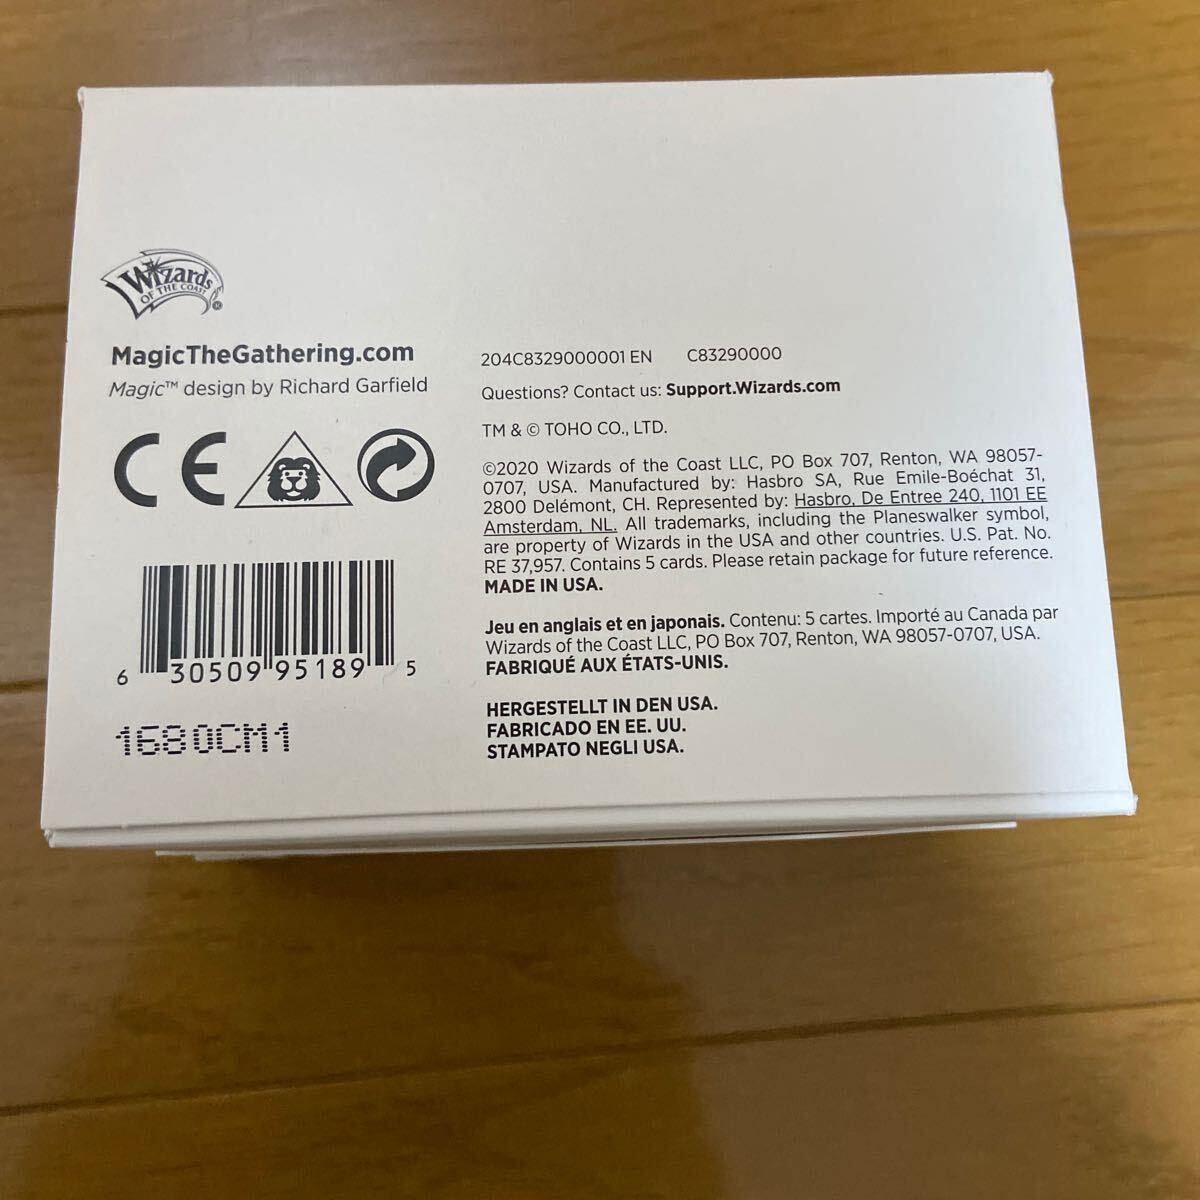 Wizards
OF THE COAST
MagicTheGathering.com
Magic™ design by Richard Garfield
CE
6 30509 95189 5
1680CM1
204C8329000001 EN C83290000
Questions? Contact us: Support.Wizards.com
TM & © TOHO CO., LTD.
©2020 Wizards of the Coast LLC, PO Box 707, Renton, WA 98057-
0707, USA. Manufactured by: Hasbro SA, Rue Emile-Boéchat 31,
2800 Delémont, CH. Represented by: Hasbro, De Entree 240, 1101 EE
Amsterdam, NL. All trademarks, including the Planeswalker symbol,
are property of Wizards in the USA and other countries. U.S. Pat. No.
RE 37,957. Contains 5 cards. Please retain package for future reference.
MADE IN USA.
Jeu en anglais et en japonais. Contenu: 5 cartes. Importé au Canada par
Wizards of the Coast LLC, PO Box 707, Renton, WA 98057-0707, USA.
FABRIQUÉ AUX ÉTATS-UNIS.
HERGESTELLT IN DEN USA.
FABRICADO EN EE. UU.
STAMPATO NEGLI USA.